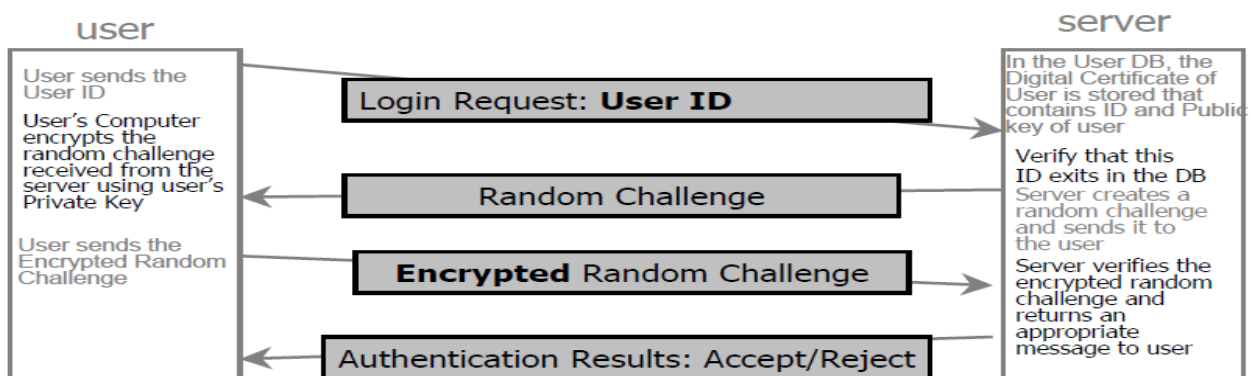 user
server
User sends the
User ID
User's Computer
encrypts the
random challenge
received from the
server using user's
Private Key
User sends the
Encrypted Random
Challenge
Login Request: User ID
Random Challenge
Encrypted Random Challenge
Authentication Results: Accept/Reject
In the User DB, the
Digital Certificate of
User is stored that
contains ID and Public
key of user
Verify that this
ID exits in the DB
Server creates a
random challenge
and sends it to
the user
Server verifies the
encrypted random
challenge and
returns an
appropriate
message to user